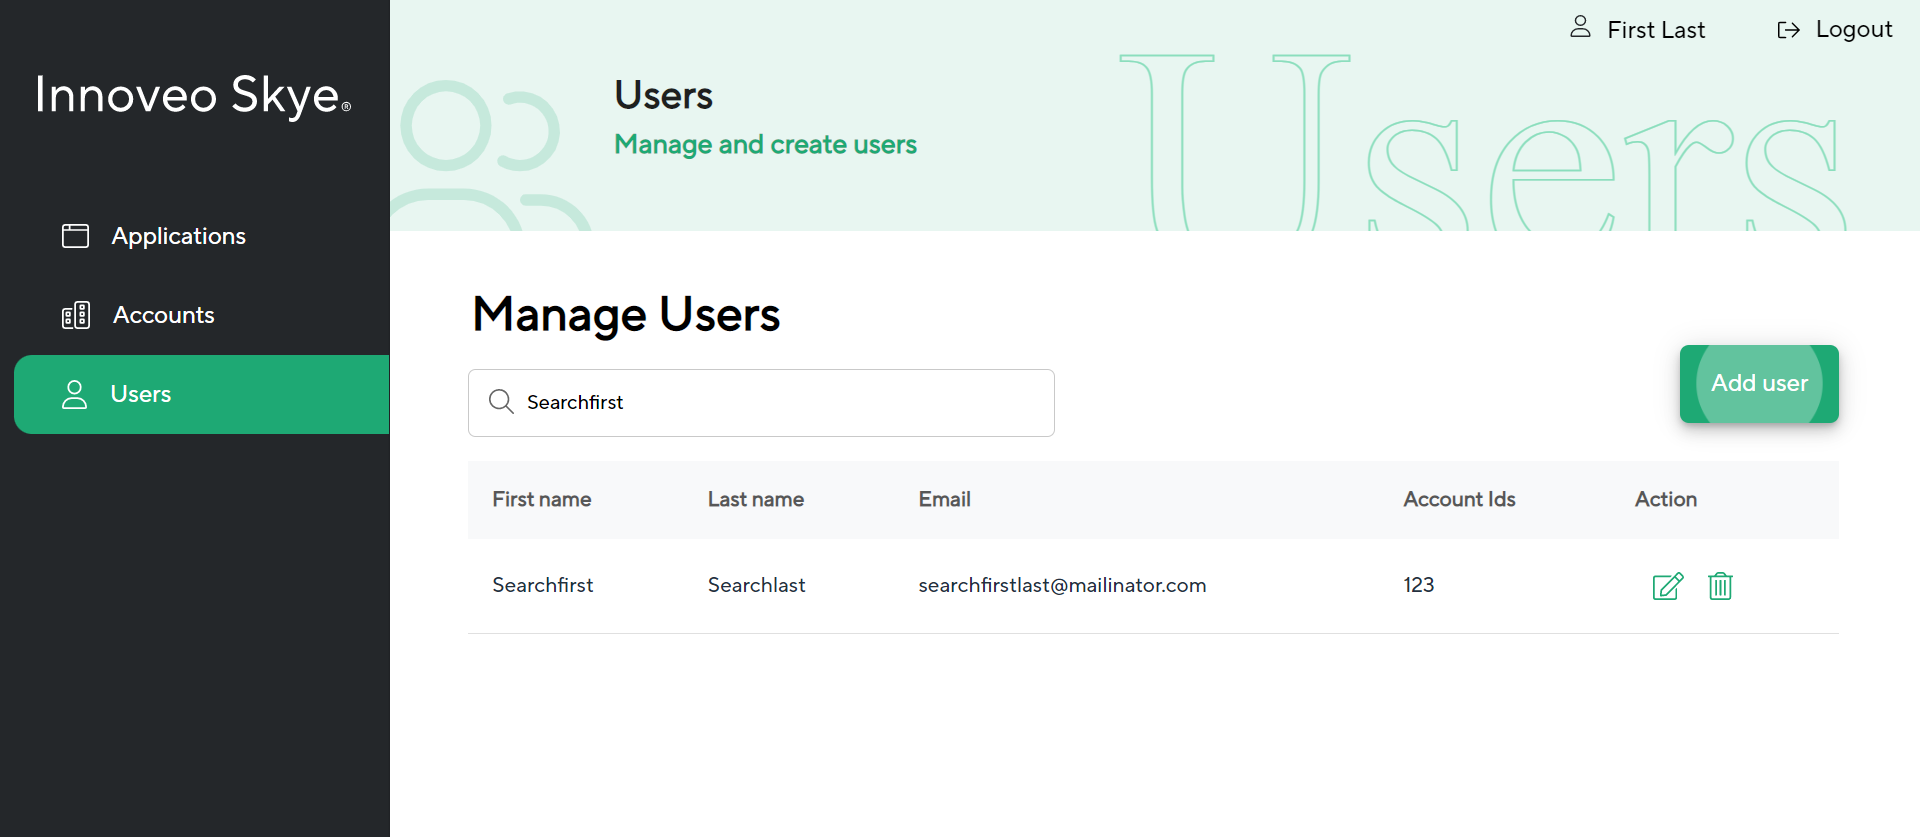 Innoveo Skye®
Applications
Accounts
Users
First Last
Logout
Users
Manage and create users
Users
Manage Users
Searchfirst
Add user
First name Last name Email Account Ids Action
Searchfirst Searchlast searchfirstlast@mailinator.com 123